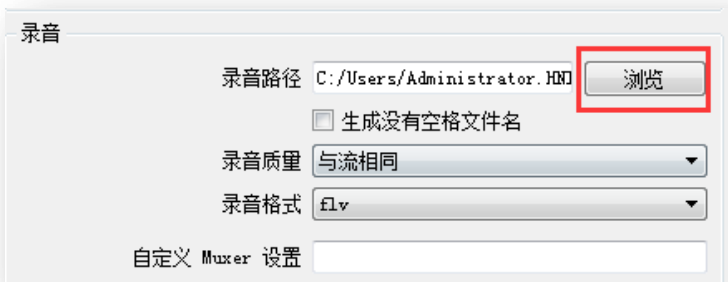 录音
录音路径 C:/Users/Administrator.HND 浏览
生成没有空格文件名
录音质量 与流相同
录音格式 flv
自定义 Muxer 设置